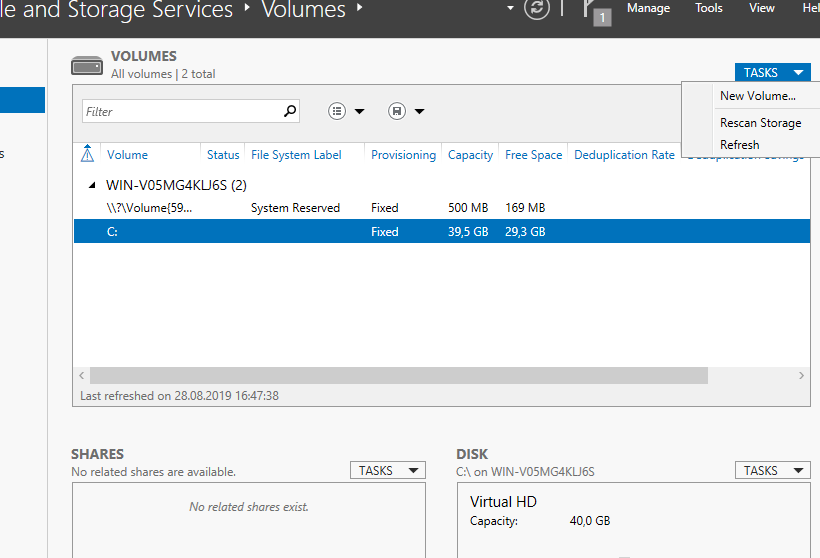 le and Storage Services ▸ Volumes ▸
1 Manage Tools View Hel
VOLUMES
All volumes | 2 total
TASKS
New Volume...
Rescan Storage
Refresh
Filter
Volume Status File System Label Provisioning Capacity Free Space Deduplication Rate Deduplication Savings
WIN-V05MG4KLJ6S (2)
\\?\Volume{59... System Reserved Fixed 500 MB 169 MB
C: Fixed 39,5 GB 29,3 GB
Last refreshed on 28.08.2019 16:47:38
s
SHARES
No related shares are available.
TASKS
No related shares exist.
DISK
C:\ on WIN-V05MG4KLJ6S
TASKS
Virtual HD
Capacity: 40,0 GB